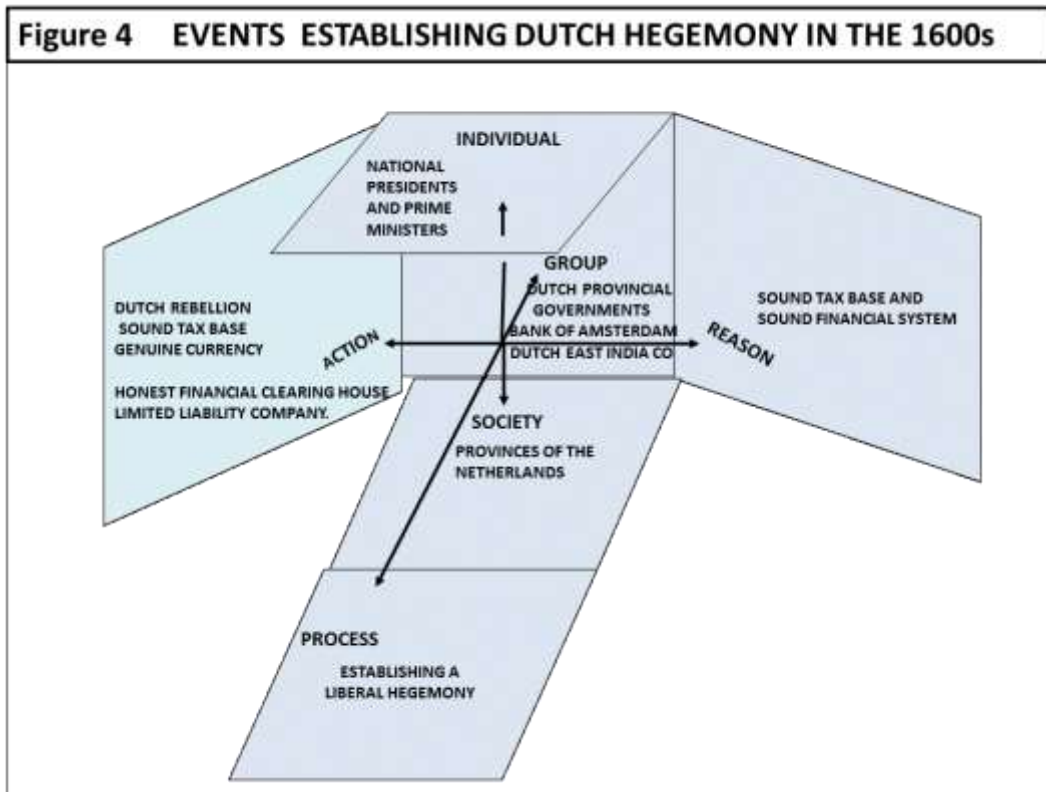 Figure 4 EVENTS ESTABLISHING DUTCH HEGEMONY IN THE 1600s
INDIVIDUAL
NATIONAL
PRESIDENTS
AND PRIME
MINISTERS
GROUP
DUTCH PROVINCIAL
GOVERNMENTS
BANK OF AMSTERDAM
DUTCH EAST INDIA CO
DUTCH REBELLION
SOUND TAX BASE
GENUINE CURRENCY
HONEST FINANCIAL CLEARING HOUSE
LIMITED LIABILITY COMPANY.
ACTION
REASON
SOUND TAX BASE AND
SOUND FINANCIAL SYSTEM
SOCIETY
PROVINCES OF THE
NETHERLANDS
PROCESS
ESTABLISHING A
LIBERAL HEGEMONY